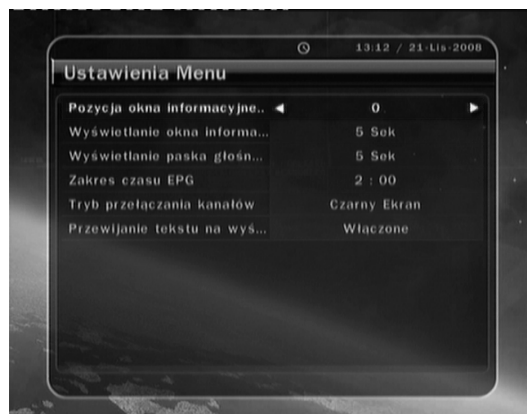 13:12 / 21-Lis-2008
Ustawienia Menu
Pozycja okna informacyjne.. 0
Wyświetlanie okna informa... 5 Sek
Wyświetlanie paska głośn... 5 Sek
Zakres czasu EPG 2 : 00
Tryb przełączania kanałów Czarny Ekran
Przewijanie tekstu na wyś... Włączone